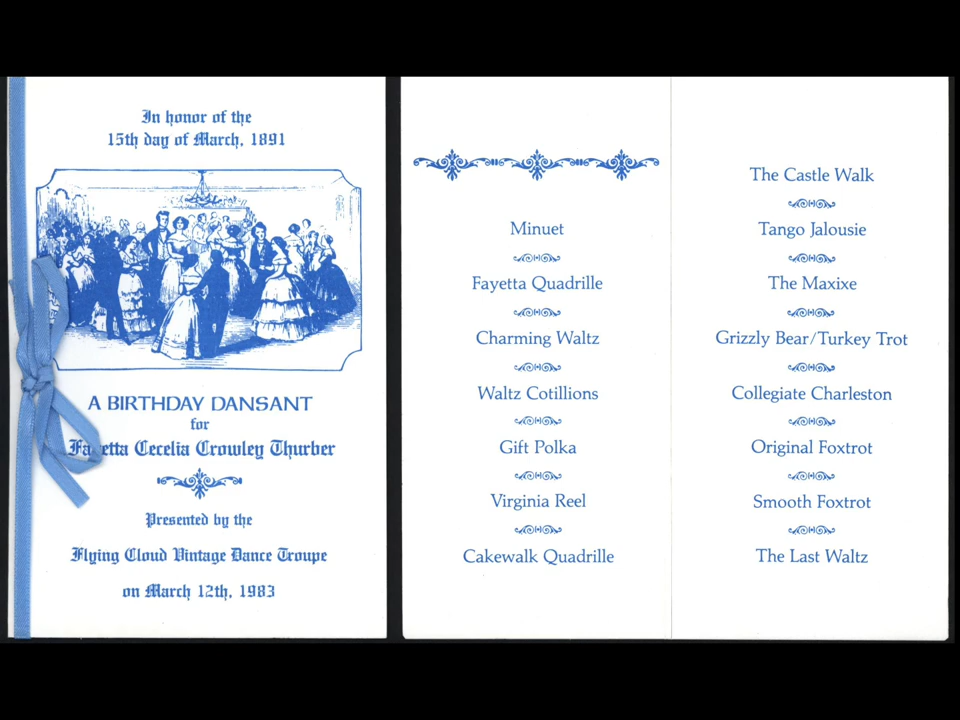 In honor of the
15th day of March, 1891
A BIRTHDAY DANSANT
for
Fayetta Cecelia Crowley Thurber
Presented by the
Flying Cloud Vintage Dance Troupe
on March 12th, 1983
Minuet
Fayetta Quadrille
Charming Waltz
Waltz Cotillions
Gift Polka
Virginia Reel
Cakewalk Quadrille
The Castle Walk
Tango Jalousie
The Maxixe
Grizzly Bear/Turkey Trot
Collegiate Charleston
Original Foxtrot
Smooth Foxtrot
The Last Waltz